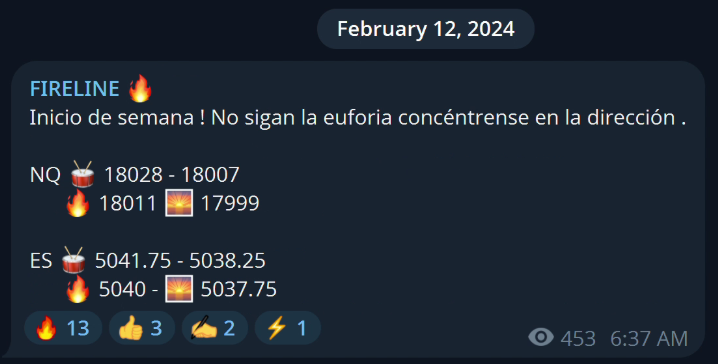 February 12, 2024
FIRELINE 🔥
Inicio de semana ! No sigan la euforia concéntrense en la dirección .
NQ 🥁 18028 - 18007
🔥 18011 🌅 17999
ES 🥁 5041.75 - 5038.25
🔥 5040 - 🌅 5037.75
🔥 13 👍 3 ✍️ 2 ⚡ 1 453 6:37 AM